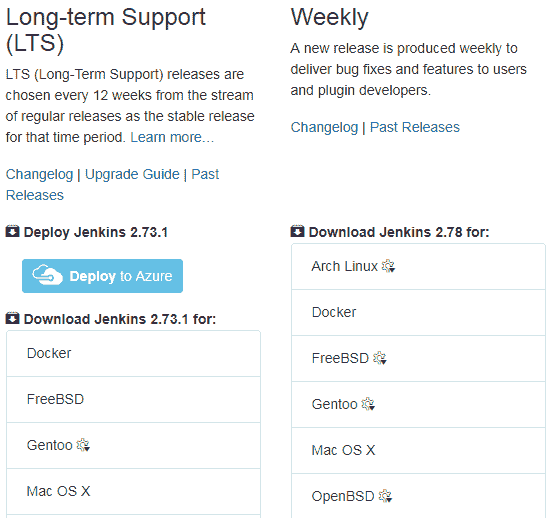 Long-term Support
(LTS)
LTS (Long-Term Support) releases are
chosen every 12 weeks from the stream
of regular releases as the stable release
for that time period. Learn more…
Changelog | Upgrade Guide | Past
Releases
Deploy Jenkins 2.73.1
Deploy to Azure
Download Jenkins 2.73.1 for:
Docker
FreeBSD
Gentoo
Mac OS X
Weekly
A new release is produced weekly to
deliver bug fixes and features to users
and plugin developers.
Changelog | Past Releases
Download Jenkins 2.78 for:
Arch Linux
Docker
FreeBSD
Gentoo
Mac OS X
OpenBSD